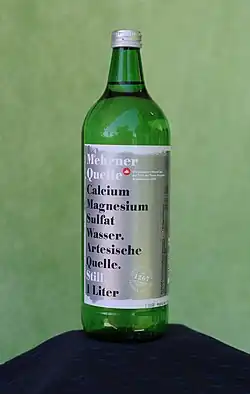 Mehrner
Quelle
Calcium
Magnesium
Sulfat
Wasser.
Artesische
Quelle.
Still
1 Liter